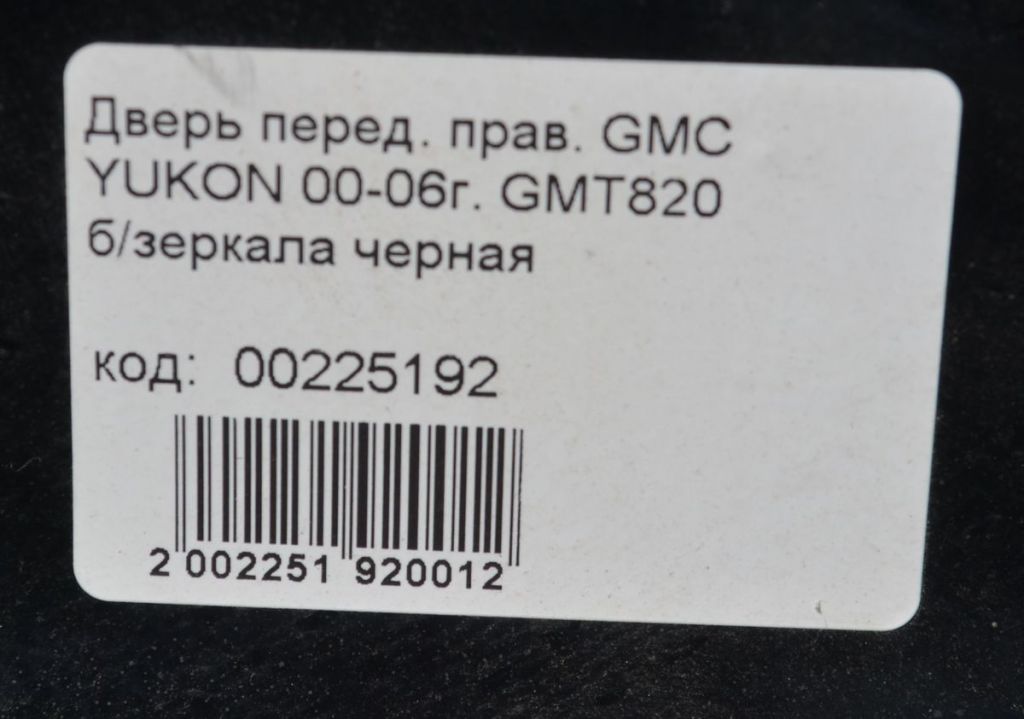 Дверь перед. прав. GMC
YUKON 00-06г. GMT820
б/зеркала черная
код: 00225192
2 002251 920012